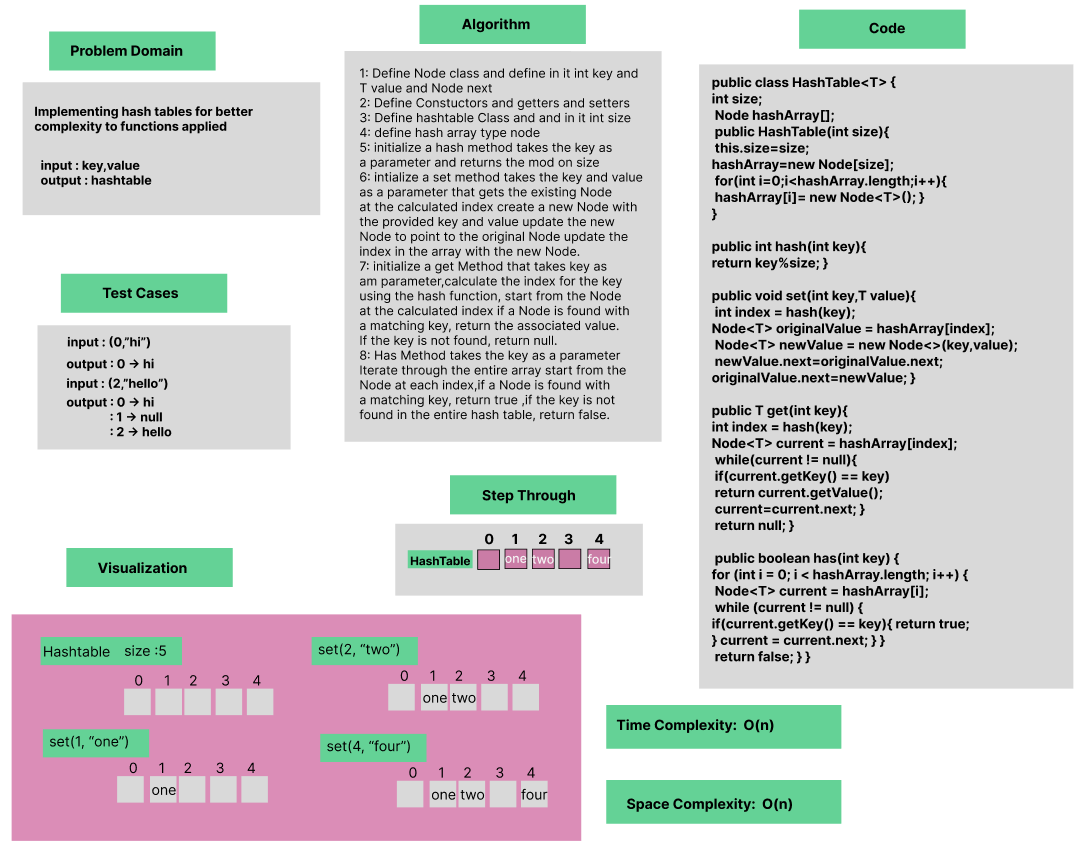 Problem Domain
Implementing hash tables for better
complexity to functions applied
input : key,value
output : hashtable
Test Cases
input : (0,"hi")
output : 0 → hi
input : (2,"hello")
output : 0 → hi
: 1 → null
: 2 → hello
Algorithm
1: Define Node class and define in it int key and
T value and Node next
2: Define Constuctors and getters and setters
3: Define hashtable Class and and in it int size
4: define hash array type node
5: initialize a hash method takes the key as
a parameter and returns the mod on size
6: intialize a set method takes the key and value
as a parameter that gets the existing Node
at the calculated index create a new Node with
the provided key and value update the new
Node to point to the original Node update the
index in the array with the new Node.
7: initialize a get Method that takes key as
am parameter,calculate the index for the key
using the hash function, start from the Node
at the calculated index if a Node is found with
a matching key, return the associated value.
If the key is not found, return null.
8: Has Method takes the key as a parameter
Iterate through the entire array start from the
Node at each index,if a Node is found with
a matching key, return true ,if the key is not
found in the entire hash table, return false.
Step Through
0 1 2 3 4
HashTable one two four
Code
public class HashTable<T> {
int size;
Node hashArray[];
public HashTable(int size){
this.size=size;
hashArray=new Node[size];
for(int i=0;i<hashArray.length;i++){
hashArray[i]= new Node<T>(); }
}
public int hash(int key){
return key%size; }
public void set(int key,T value){
int index = hash(key);
Node<T> originalValue = hashArray[index];
Node<T> newValue = new Node<>(key,value);
newValue.next=originalValue.next;
originalValue.next=newValue; }
public T get(int key){
int index = hash(key);
Node<T> current = hashArray[index];
while(current != null){
if(current.getKey() == key)
return current.getValue();
current=current.next; }
return null; }
public boolean has(int key) {
for (int i = 0; i < hashArray.length; i++) {
Node<T> current = hashArray[i];
while (current != null) {
if(current.getKey() == key){ return true;
} current = current.next; } }
return false; } }
Visualization
Hashtable size :5
0 1 2 3 4
set(1, "one")
0 1 2 3 4
one
set(2, "two")
0 1 2 3 4
one two
set(4, "four")
0 1 2 3 4
one two four
Time Complexity: O(n)
Space Complexity: O(n)